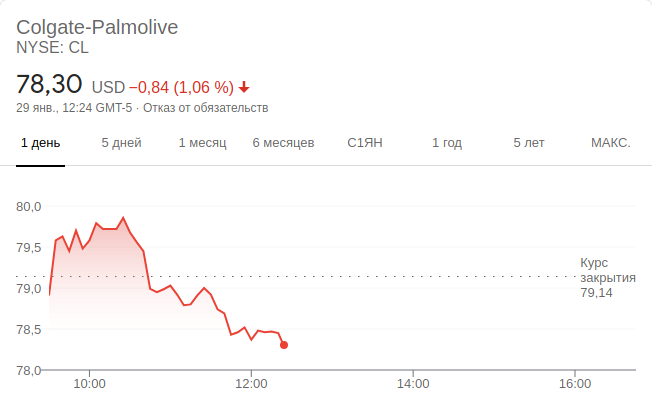 Colgate-Palmolive
NYSE: CL
78,30 USD −0,84 (1,06 %)
29 янв., 12:24 GMT-5 · Отказ от обязательств
1 день 5 дней 1 месяц 6 месяцев С1ЯН 1 год 5 лет МАКС.
80,0
79,5
79,0
78,5
78,0
Курс
закрытия
79,14
10:00 12:00 14:00 16:00